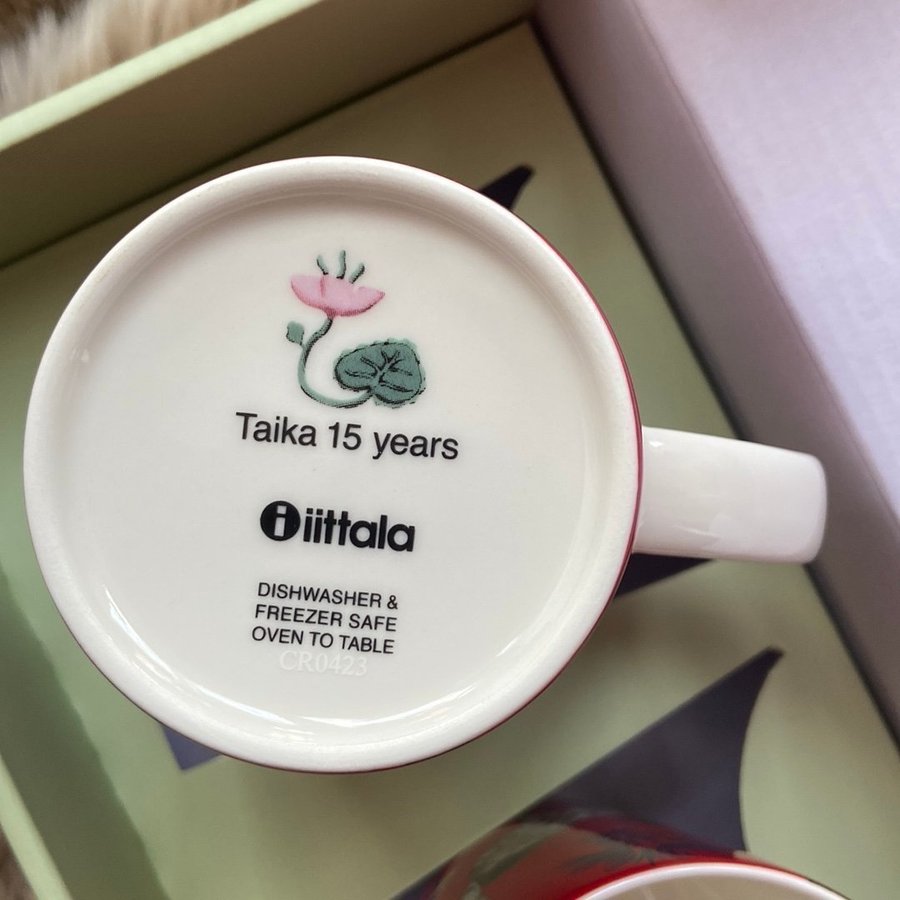 Taika 15 years
iittala
DISHWASHER &
FREEZER SAFE
OVEN TO TABLE
CR0423